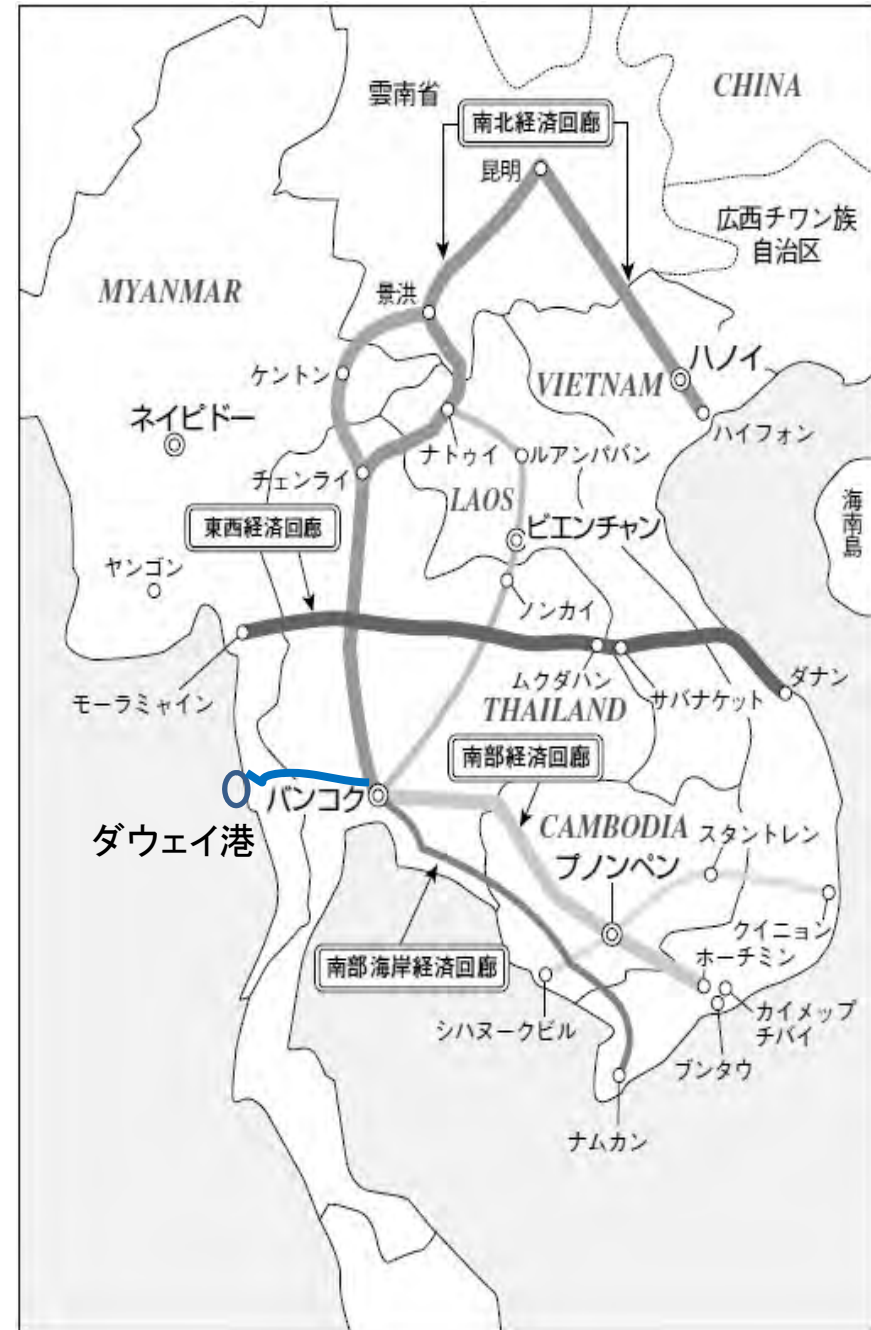 CHINA
雲南省
南北経済回廊
昆明
広西チワン族
自治区
MYANMAR
景洪
ケントン
VIETNAM
ハノイ
ハイフォン
ネイピドー
ナトゥイ
ルアンパバン
チェンライ
LAOS
海南島
東西経済回廊
ビエンチャン
ヤンゴン
ノンカイ
モーラミャイン
ムクダハン
サバナケット
ダナン
THAILAND
南部経済回廊
バンコク
ダウェイ港
CAMBODIA
スタントレン
プノンペン
クイニョン
ホーチミン
南部海岸経済回廊
シハヌークビル
カイメップ
チバイ
ブンタウ
ナムカン